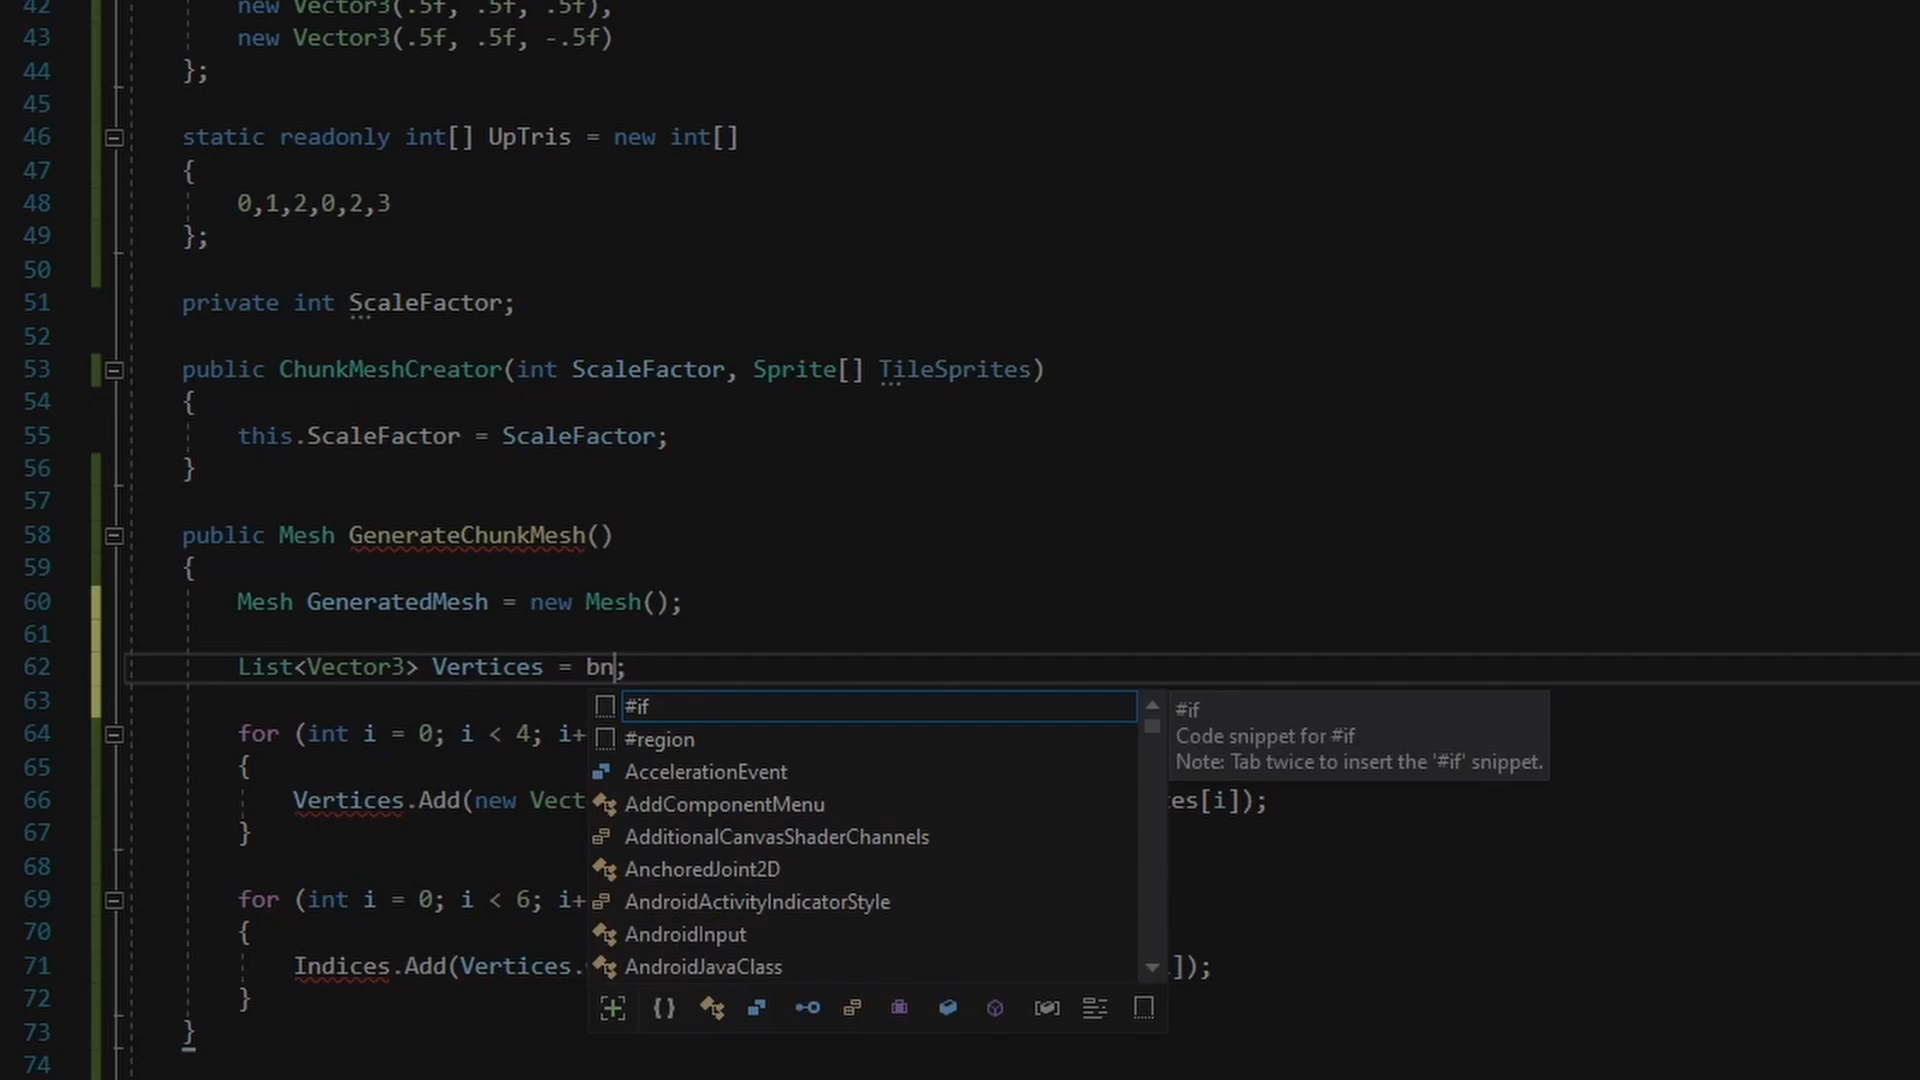 42 new Vector3(.5f, .5f, .5f),
43 new Vector3(.5f, .5f, -.5f)
44 };
45
46 static readonly int[] UpTris = new int[]
47 {
48 0,1,2,0,2,3
49 };
50
51 private int ScaleFactor;
52
53 public ChunkMeshCreator(int ScaleFactor, Sprite[] TileSprites)
54 {
55 this.ScaleFactor = ScaleFactor;
56 }
57
58 public Mesh GenerateChunkMesh()
59 {
60 Mesh GeneratedMesh = new Mesh();
61
62 List<Vector3> Vertices = bn;
63
64 for (int i = 0; i < 4; i+
65 {
66 Vertices.Add(new Vect es[i]);
67 }
68
69 for (int i = 0; i < 6; i+
70 {
71 Indices.Add(Vertices. ]);
72 }
73 }
74
#if
#region
AccelerationEvent
AddComponentMenu
AdditionalCanvasShaderChannels
AnchoredJoint2D
AndroidActivityIndicatorStyle
AndroidInput
AndroidJavaClass
#if
Code snippet for #if
Note: Tab twice to insert the '#if' snippet.